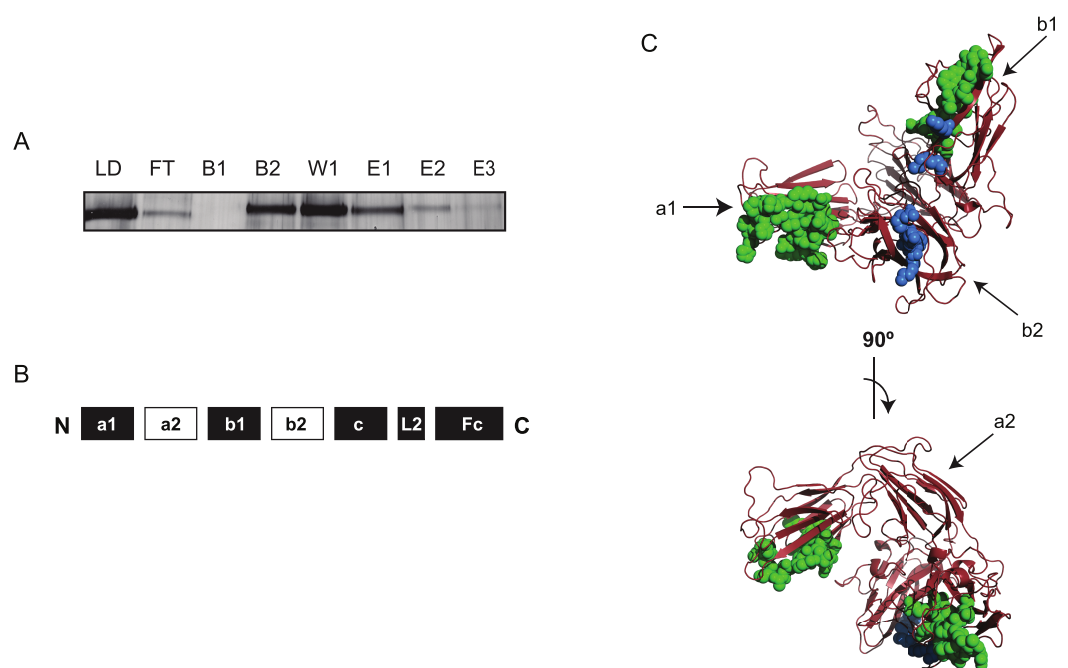 A
LD FT B1 B2 W1 E1 E2 E3
B
N a1 a2 b1 b2 c L2 Fc C
C
b1
a1
b2
90º
a2